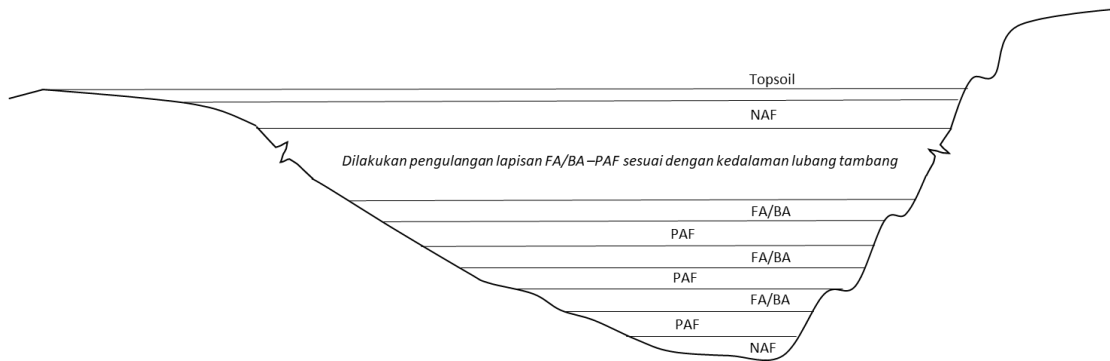 Topsoil
NAF
Dilakukan pengulangan lapisan FA/BA – PAF sesuai dengan kedalaman lubang tambang
FA/BA
PAF
FA/BA
PAF
FA/BA
PAF
NAF